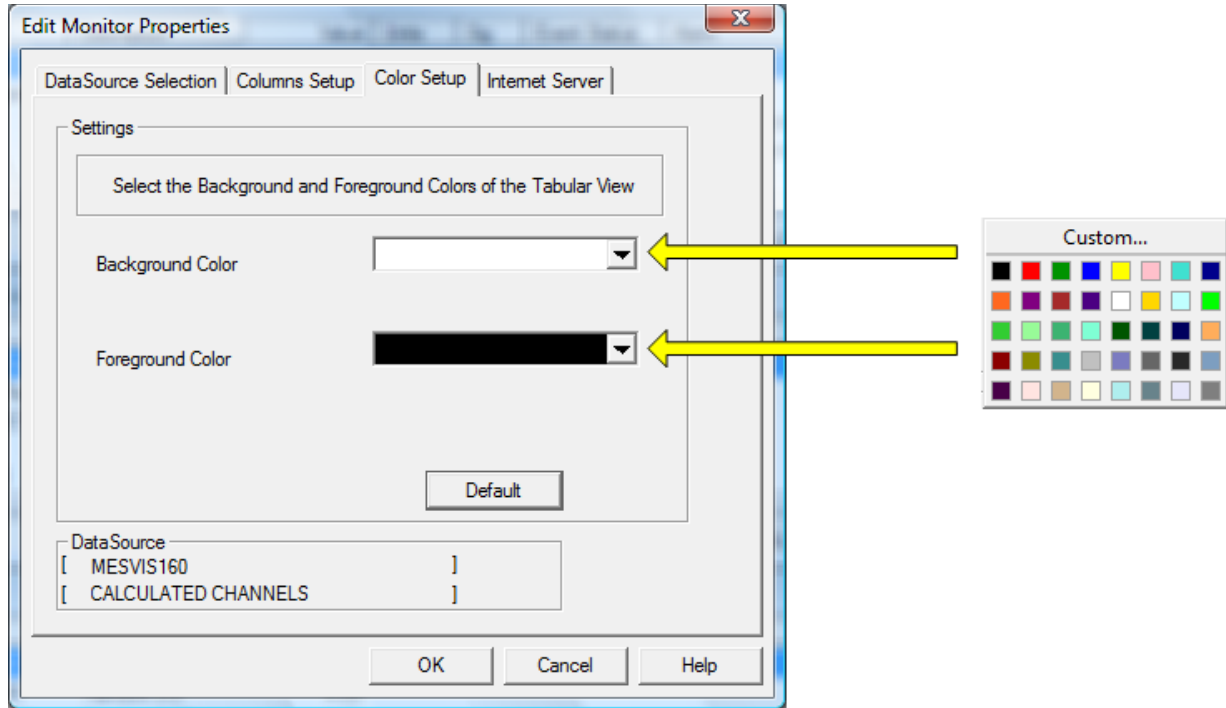 Edit Monitor Properties
DataSource Selection Columns Setup Color Setup Internet Server
Settings
Select the Background and Foreground Colors of the Tabular View
Background Color
Custom...
Foreground Color
Default
DataSource
[ MESVIS160 ]
[ CALCULATED CHANNELS ]
OK Cancel Help